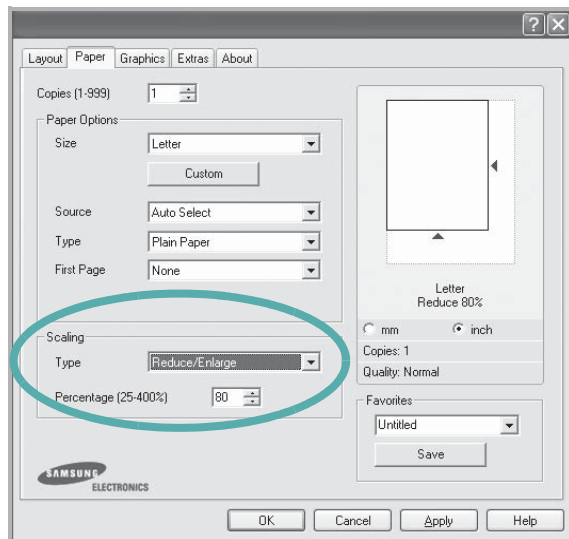 Layout Paper Graphics Extras About
Copies (1-999) 1
Paper Options
Size Letter
Custom
Source Auto Select
Type Plain Paper
First Page None
Letter
Reduce 80%
mm inch
Copies: 1
Quality: Normal
Scaling
Type Reduce/Enlarge
Percentage (25-400%) 80
Favorites
Untitled
Save
SAMSUNG
ELECTRONICS
OK Cancel Apply Help